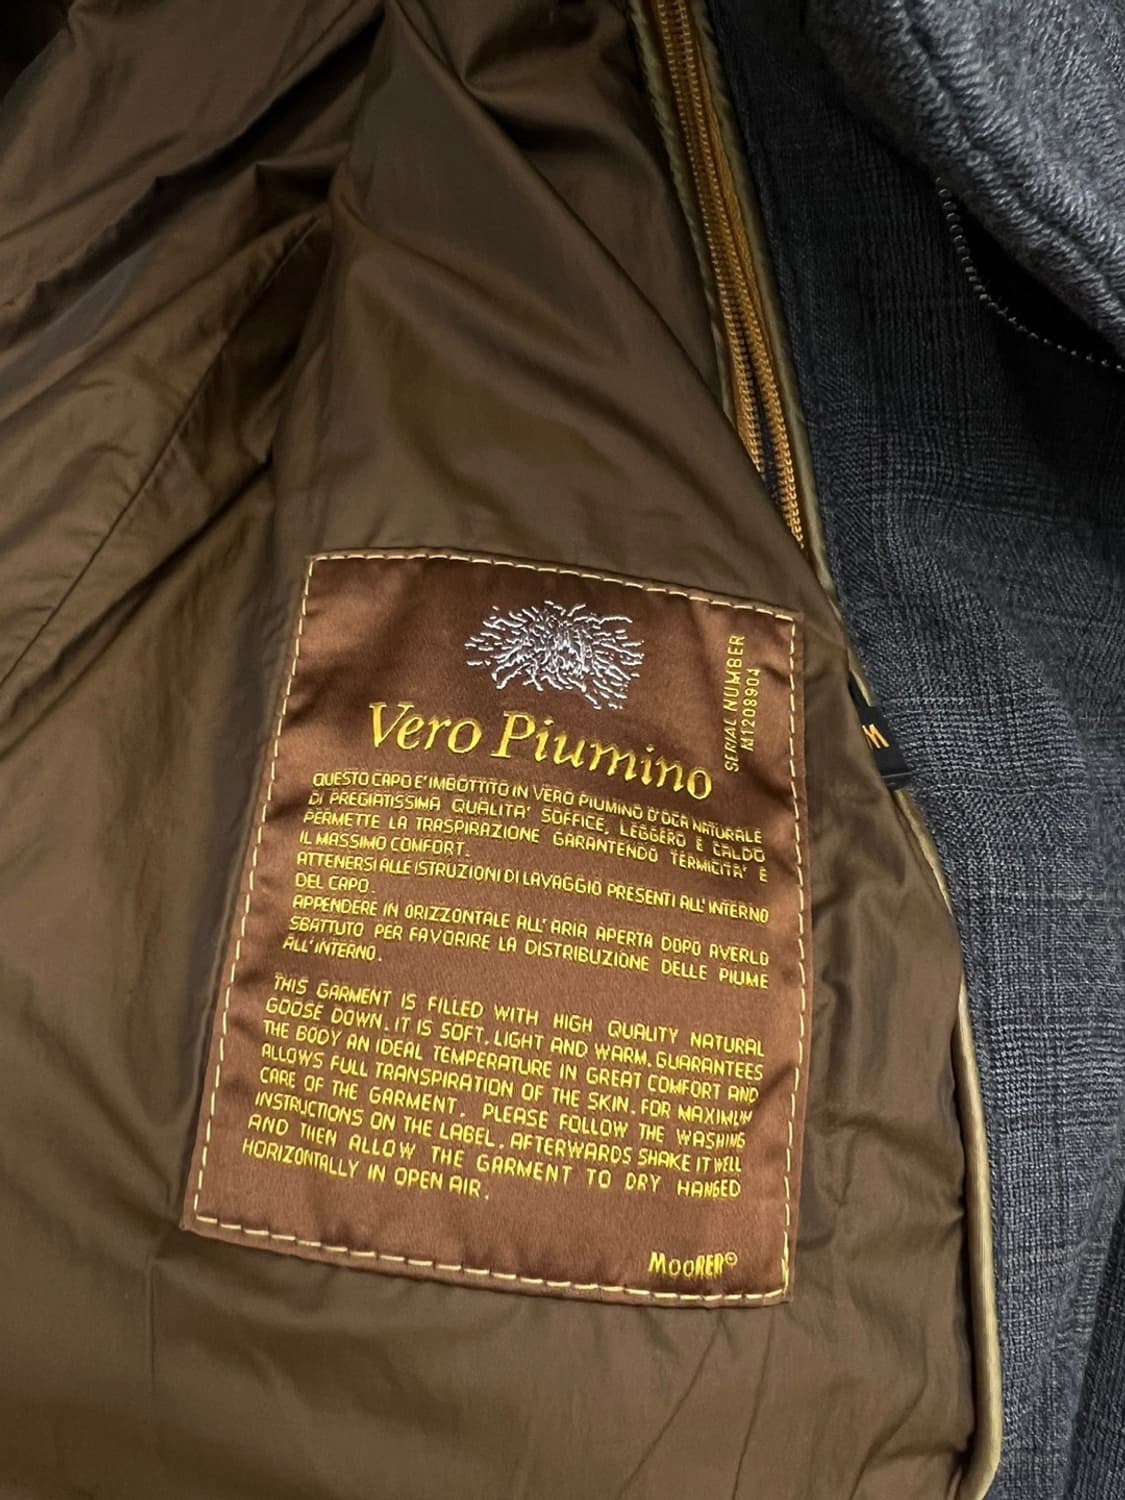 Vero Piumino
SERIAL NUMBER
M1208904
QUESTO CAPO E' IMBOTTITO IN VERO PIUMINO D'OCA NATURALE
DI PREGIATISSIMA QUALITA' SOFFICE, LEGGERO E CALDO
PERMETTE LA TRASPIRAZIONE GARANTENDO TERMICITA' E
IL MASSIMO COMFORT.
ATTENERSI ALLE ISTRUZIONI DI LAVAGGIO PRESENTI ALL' INTERNO
DEL CAPO.
APPENDERE IN ORIZZONTALE ALL' ARIA APERTA DOPO AVERLO
SBATTUTO PER FAVORIRE LA DISTRIBUZIONE DELLE PIUME
ALL'INTERNO.
THIS GARMENT IS FILLED WITH HIGH QUALITY NATURAL
GOOSE DOWN. IT IS SOFT, LIGHT AND WARM. GUARANTEES
THE BODY AN IDEAL TEMPERATURE IN GREAT COMFORT AND
ALLOWS FULL TRANSPIRATION OF THE SKIN. FOR MAXIMUM
CARE OF THE GARMENT, PLEASE FOLLOW THE WASHING
INSTRUCTIONS ON THE LABEL. AFTERWARDS SHAKE IT WELL
AND THEN ALLOW THE GARMENT TO DRY HANGED
HORIZONTALLY IN OPEN AIR.
MOORER©
M